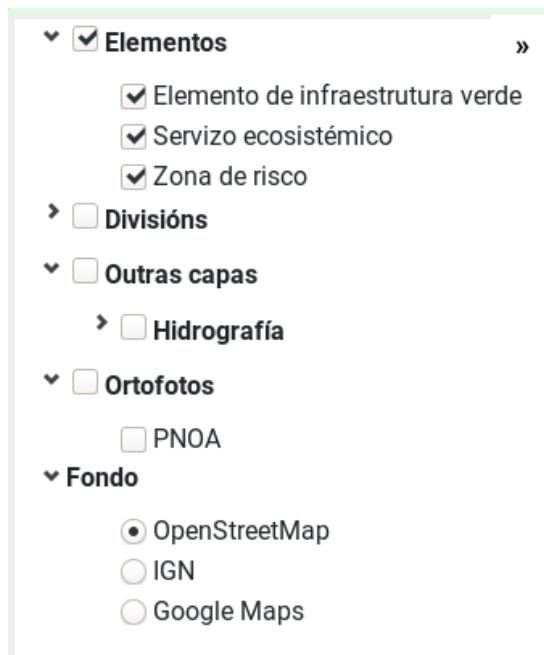 Elementos
»
Elemento de infraestrutura verde
Servizo ecosistémico
Zona de risco
Divisións
Outras capas
Hidrografía
Ortofotos
PNOA
Fondo
OpenStreetMap
IGN
Google Maps